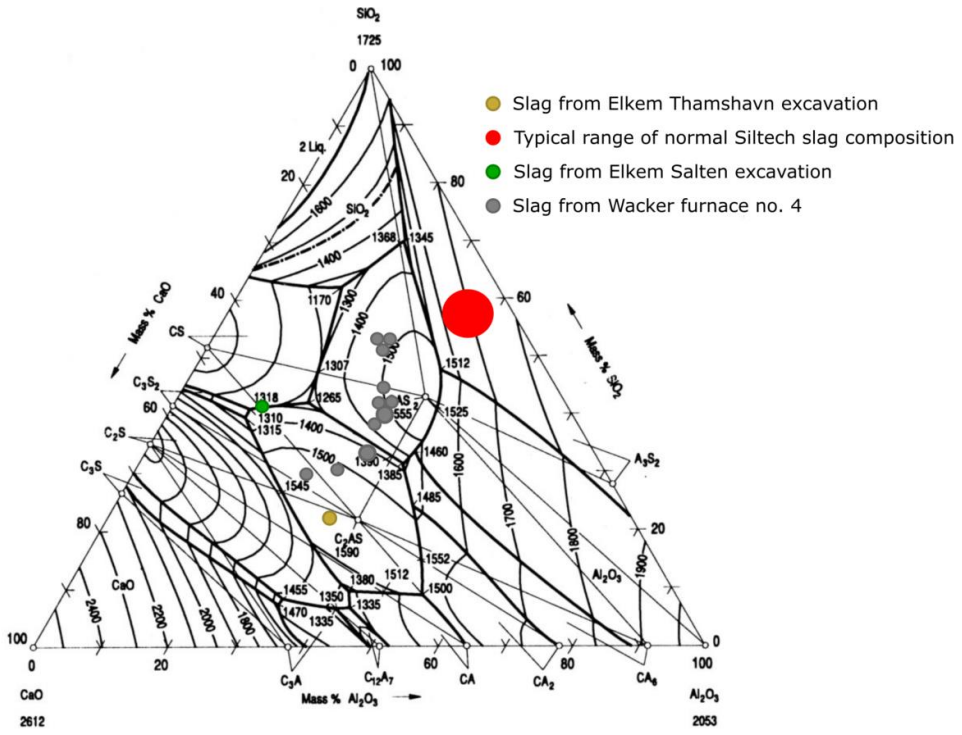 SiO₂
1725
0
100
Slag from Elkem Thamshavn excavation
Typical range of normal Siltech slag composition
Slag from Elkem Salten excavation
Slag from Wacker furnace no. 4
2 Liq.
20
80
1600
SiO₂
1368
1345
1400
1170
1300
40
60
Mass % CaO
Mass % SiO₂
CS
1400
1500
1307
1512
C₃S₂
1318
1265
AS₂
60
1310
555
1525
1315
1400
C₂S
1500
1390
1460
1600
A₃S₂
C₃S
1385
1545
1485
1700
80
20
C₂AS
1590
1552
1800
CaO
Al₂O₃
1900
1455
1380
1512
1500
2400
2200
2000
1800
1470
1350
1335
1335
100
0
0
20
60
80
100
C₃A
C₁₂A₇
CA
CA₂
CA₆
Mass % Al₂O₃
CaO
Al₂O₃
2612
2053